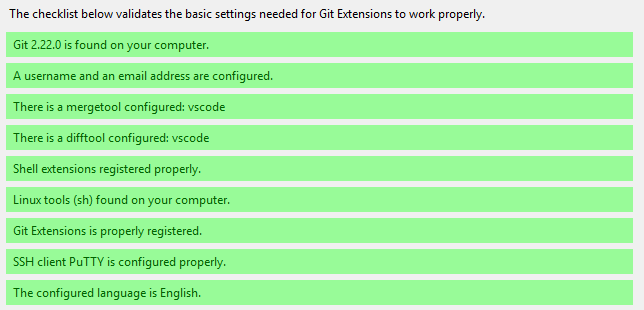 The checklist below validates the basic settings needed for Git Extensions to work properly.
Git 2.22.0 is found on your computer.
A username and an email address are configured.
There is a mergetool configured: vscode
There is a difftool configured: vscode
Shell extensions registered properly.
Linux tools (sh) found on your computer.
Git Extensions is properly registered.
SSH client PuTTY is configured properly.
The configured language is English.